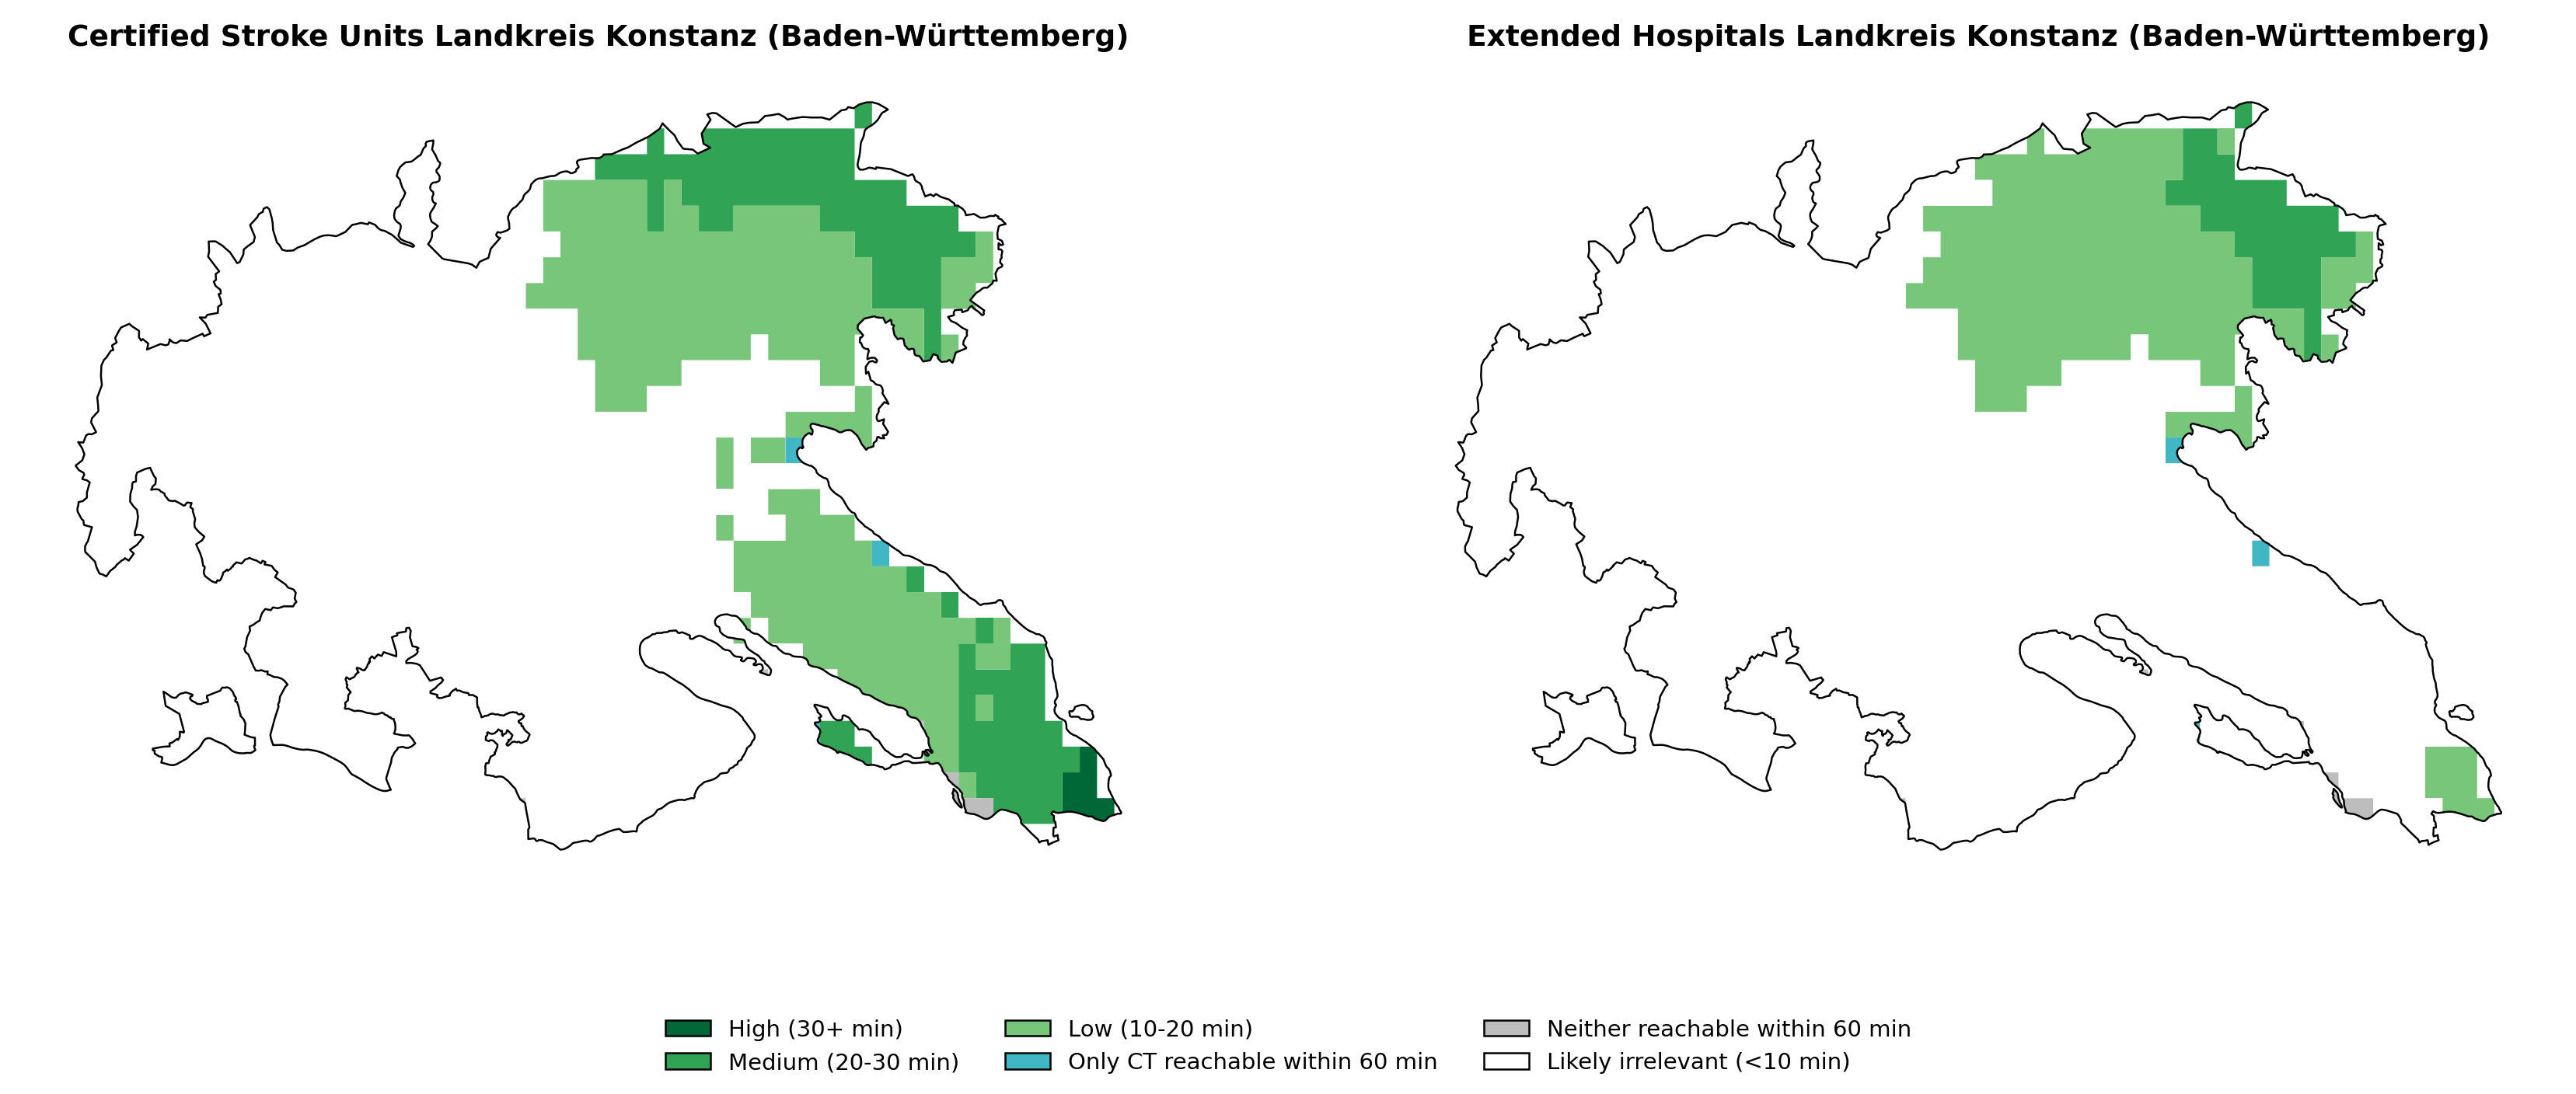 Certified Stroke Units Landkreis Konstanz (Baden-Württemberg)
Extended Hospitals Landkreis Konstanz (Baden-Württemberg)
High (30+ min)
Medium (20-30 min)
Low (10-20 min)
Only CT reachable within 60 min
Neither reachable within 60 min
Likely irrelevant (<10 min)